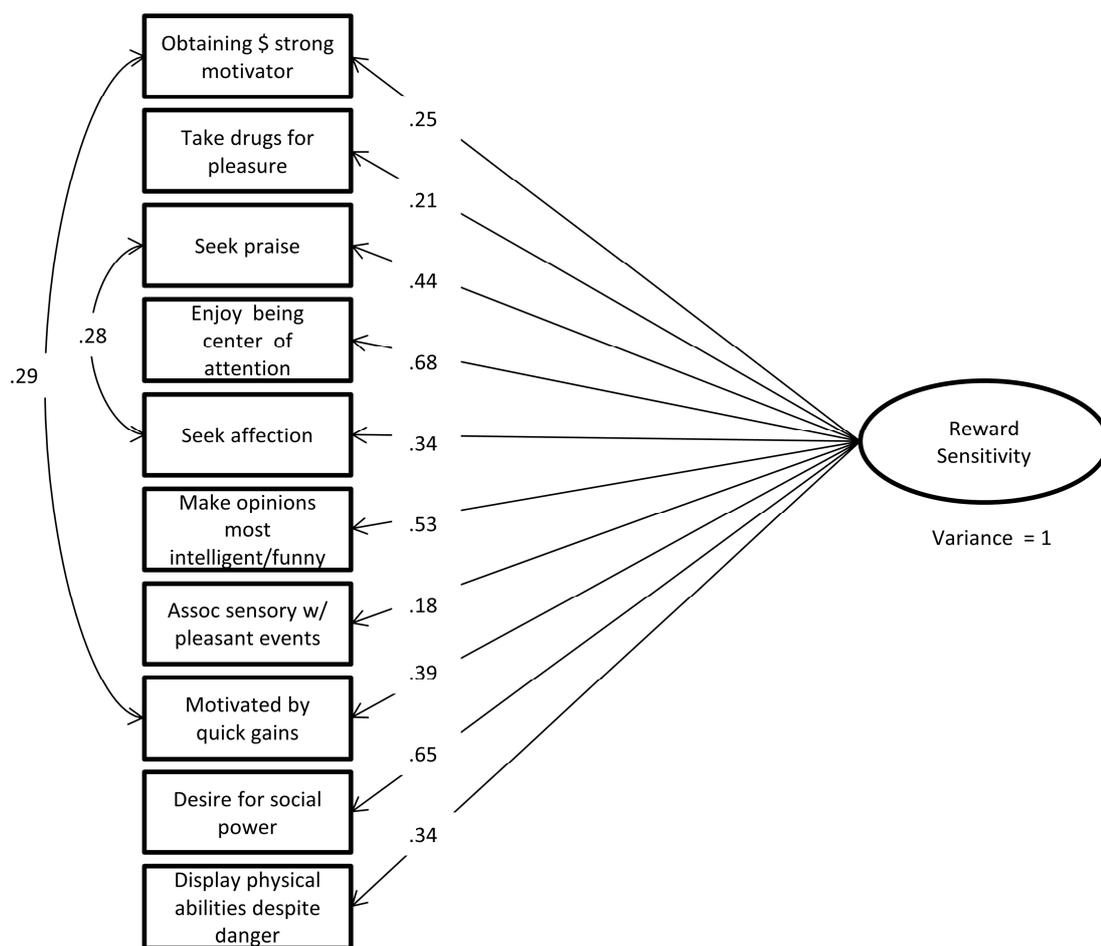 Obtaining $ strong
motivator
.25
Take drugs for
pleasure
.21
Seek praise
.44
Enjoy being
center of
attention
.28
.68
.29
Seek affection
.34
Reward
Sensitivity
Make opinions
most
intelligent/funny
.53
Variance = 1
Assoc sensory w/
pleasant events
.18
Motivated by
quick gains
.39
Desire for social
power
.65
.34
Display physical
abilities despite
danger